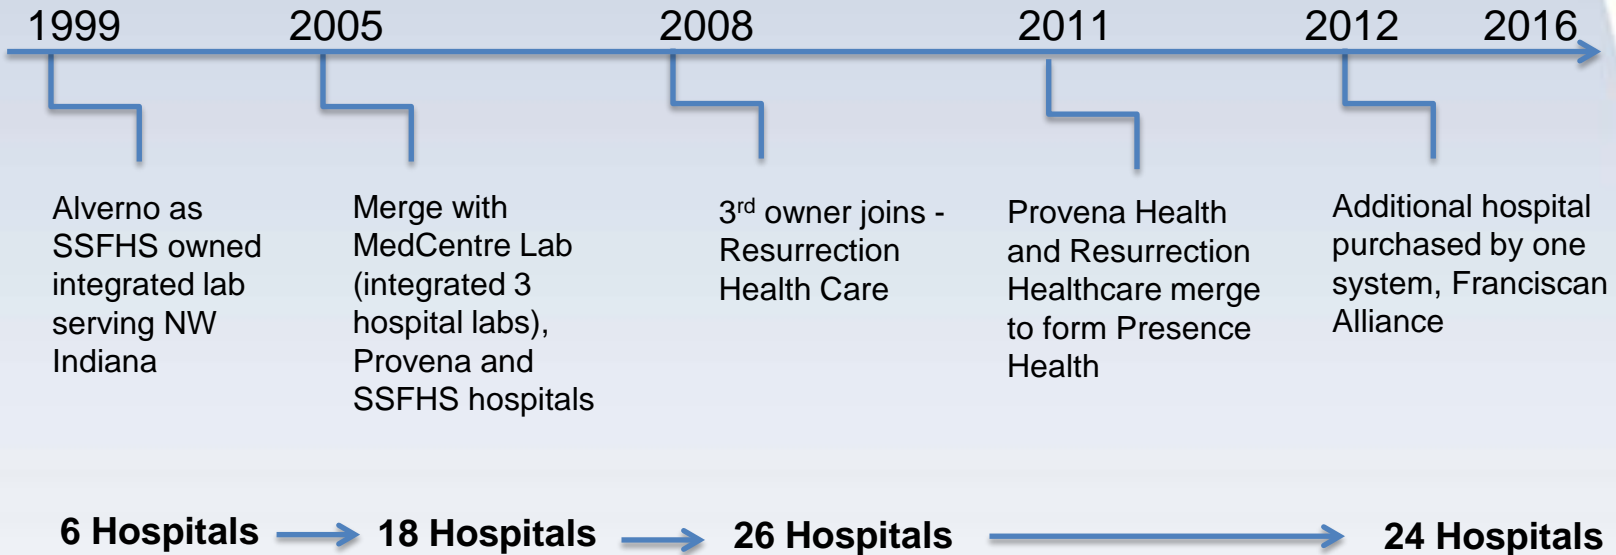 1999 2005 2008 2011 2012 2016
Alverno as
SSFHS owned
integrated lab
serving NW
Indiana
Merge with
MedCentre Lab
(integrated 3
hospital labs),
Provena and
SSFHS hospitals
3rd owner joins -
Resurrection
Health Care
Provena Health
and Resurrection
Healthcare merge
to form Presence
Health
Additional hospital
purchased by one
system, Franciscan
Alliance
6 Hospitals 18 Hospitals 26 Hospitals 24 Hospitals